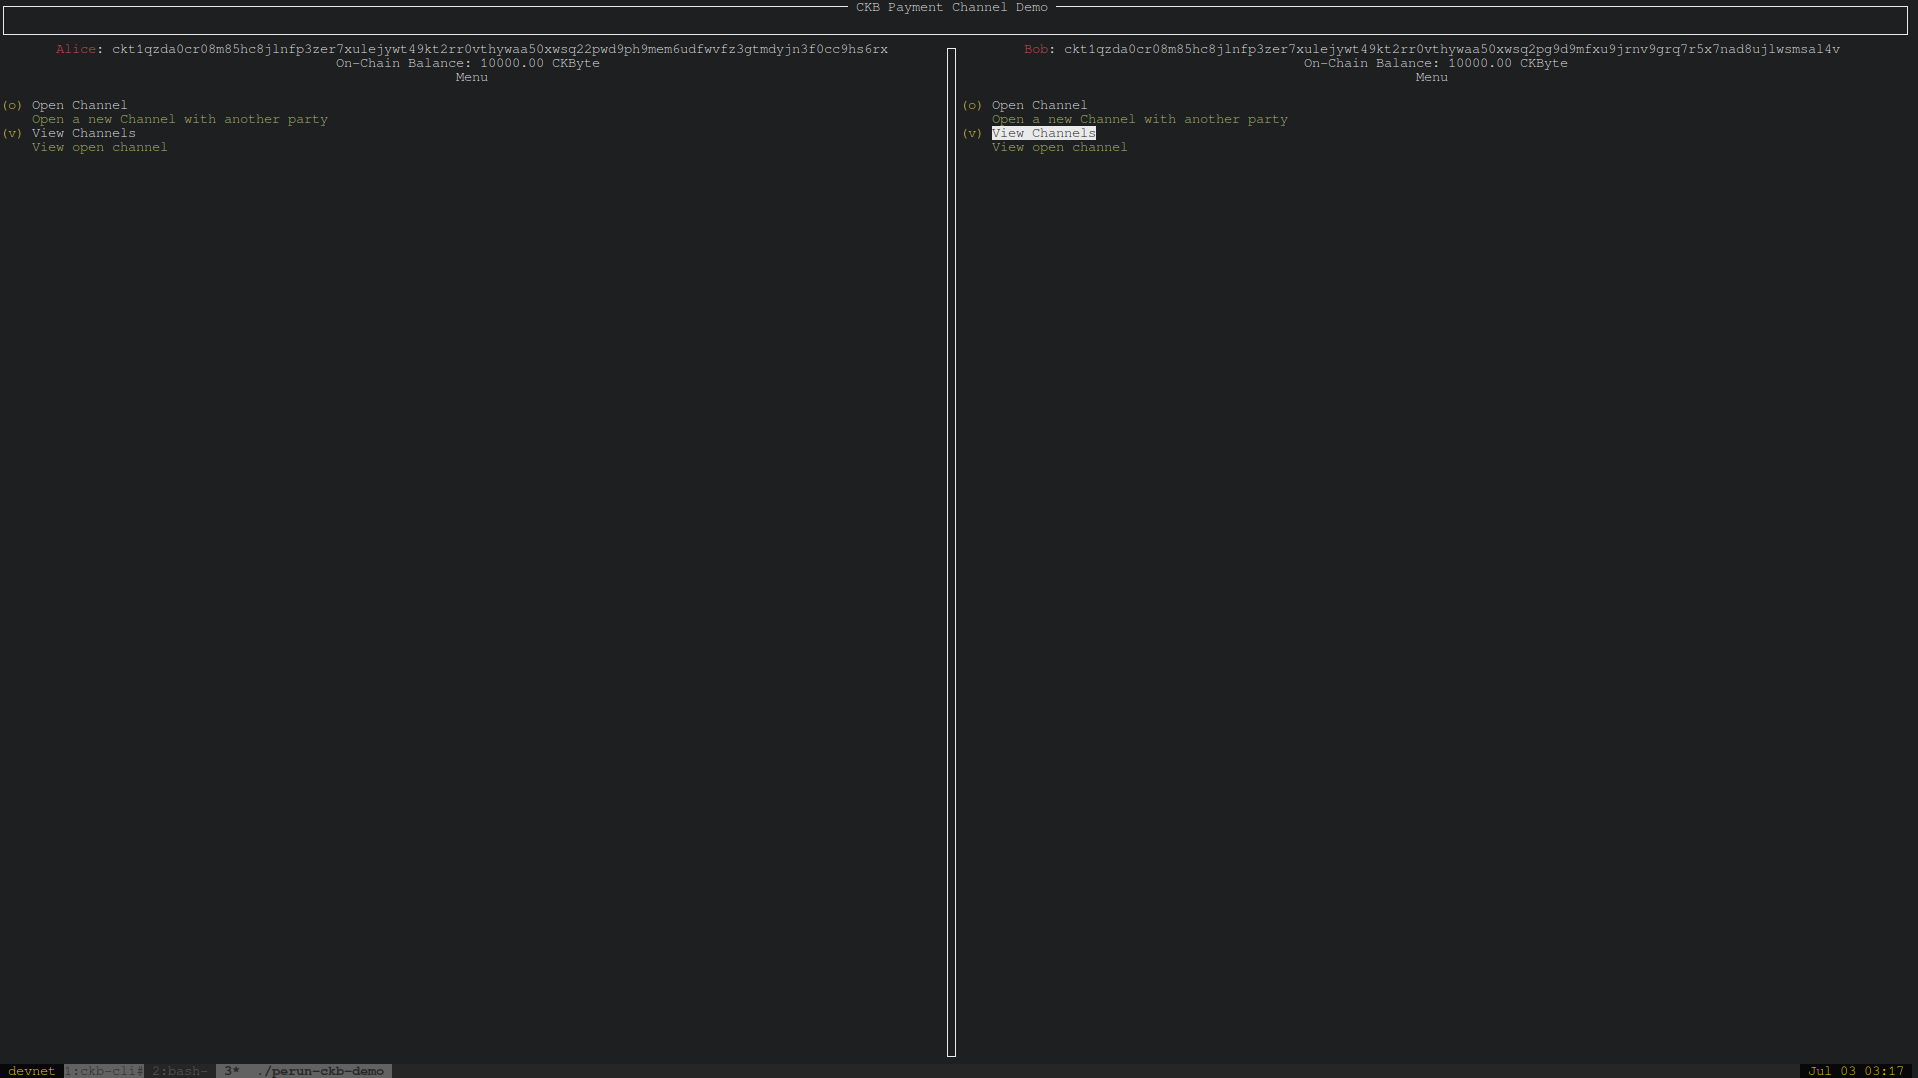 CKB Payment Channel Demo
Alice: ckt1qzda0cr08m85hc8jlnfp3zer7xulejywt49kt2rr0vthywaa50xwsq22pwd9ph9mem6udfwvfz3gtmdyjn3f0cc9hs6rx
On-Chain Balance: 10000.00 CKByte
Menu
(o) Open Channel
Open a new Channel with another party
(v) View Channels
View open channel
Bob: ckt1qzda0cr08m85hc8jlnfp3zer7xulejywt49kt2rr0vthywaa50xwsq2pg9d9mfxu9jrnv9grq7r5x7nad8ujlwsmsal4v
On-Chain Balance: 10000.00 CKByte
Menu
(o) Open Channel
Open a new Channel with another party
(v) View Channels
View open channel
devnet 1:ckb-cli# 2:bash- 3* ./perun-ckb-demo Jul 03 03:17